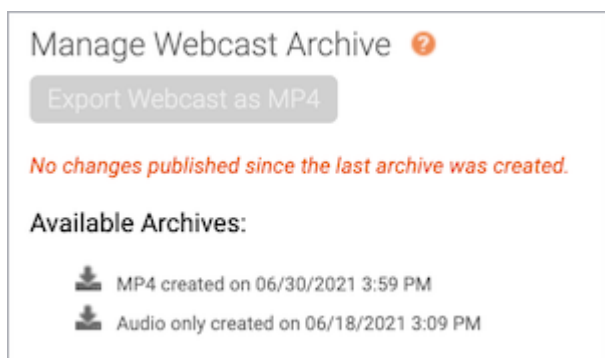 Manage Webcast Archive ?
Export Webcast as MP4
No changes published since the last archive was created.
Available Archives:
MP4 created on 06/30/2021 3:59 PM
Audio only created on 06/18/2021 3:09 PM